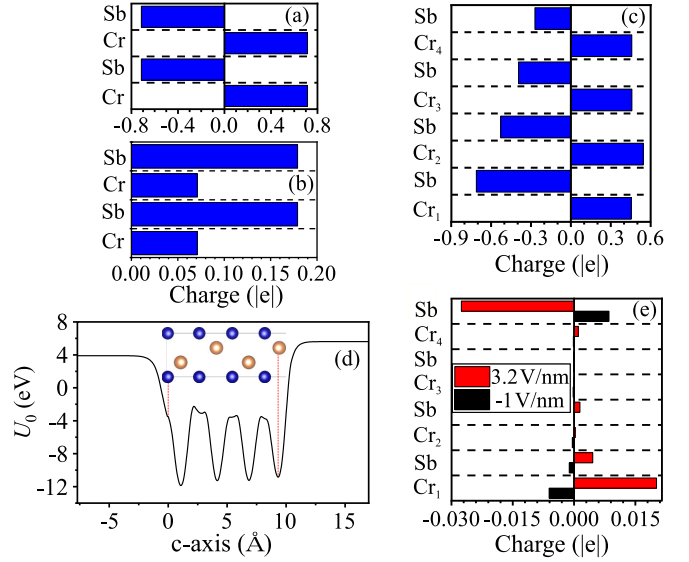 (a)
Sb
Cr
Sb
Cr
-0.8 -0.4 0.0 0.4 0.8
(b)
Sb
Cr
Sb
Cr
0.00 0.05 0.10 0.15 0.20
Charge (|e|)
(c)
Sb
Cr₄
Sb
Cr₃
Sb
Cr₂
Sb
Cr₁
-0.9 -0.6 -0.3 0.0 0.3 0.6
Charge (|e|)
(d)
8
4
0
-4
-8
-12
U₀ (eV)
-5 0 5 10 15
c-axis (Å)
(e)
Sb
Cr₄
Sb
Cr₃
Sb
Cr₂
Sb
Cr₁
3.2V/nm
-1V/nm
-0.030 -0.015 0.000 0.015
Charge (|e|)